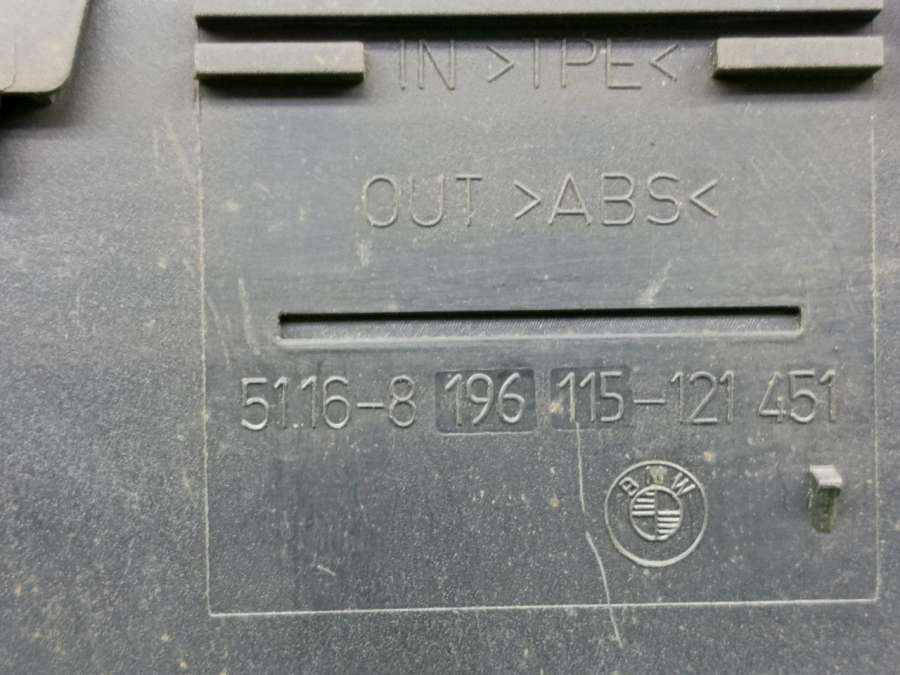 IN >TPE<
OUT >ABS<
51.16-8 196 115-121 451
BMW